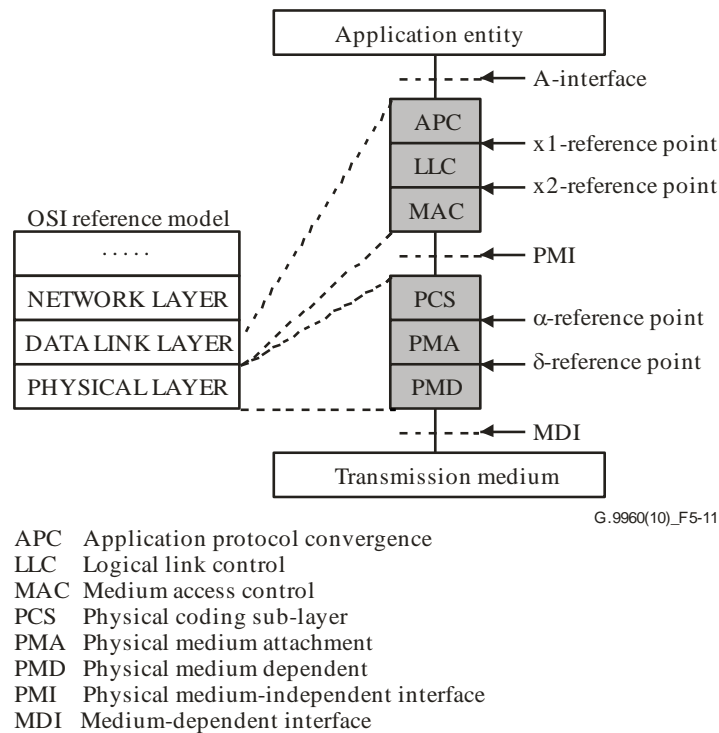 Application entity
A-interface
APC
x1-reference point
LLC
x2-reference point
MAC
OSI reference model
.....
PMI
NETWORK LAYER
PCS
α-reference point
DATA LINK LAYER
PMA
δ-reference point
PHYSICAL LAYER
PMD
MDI
Transmission medium
G.9960(10)_F5-11
APC Application protocol convergence
LLC Logical link control
MAC Medium access control
PCS Physical coding sub-layer
PMA Physical medium attachment
PMD Physical medium dependent
PMI Physical medium-independent interface
MDI Medium-dependent interface